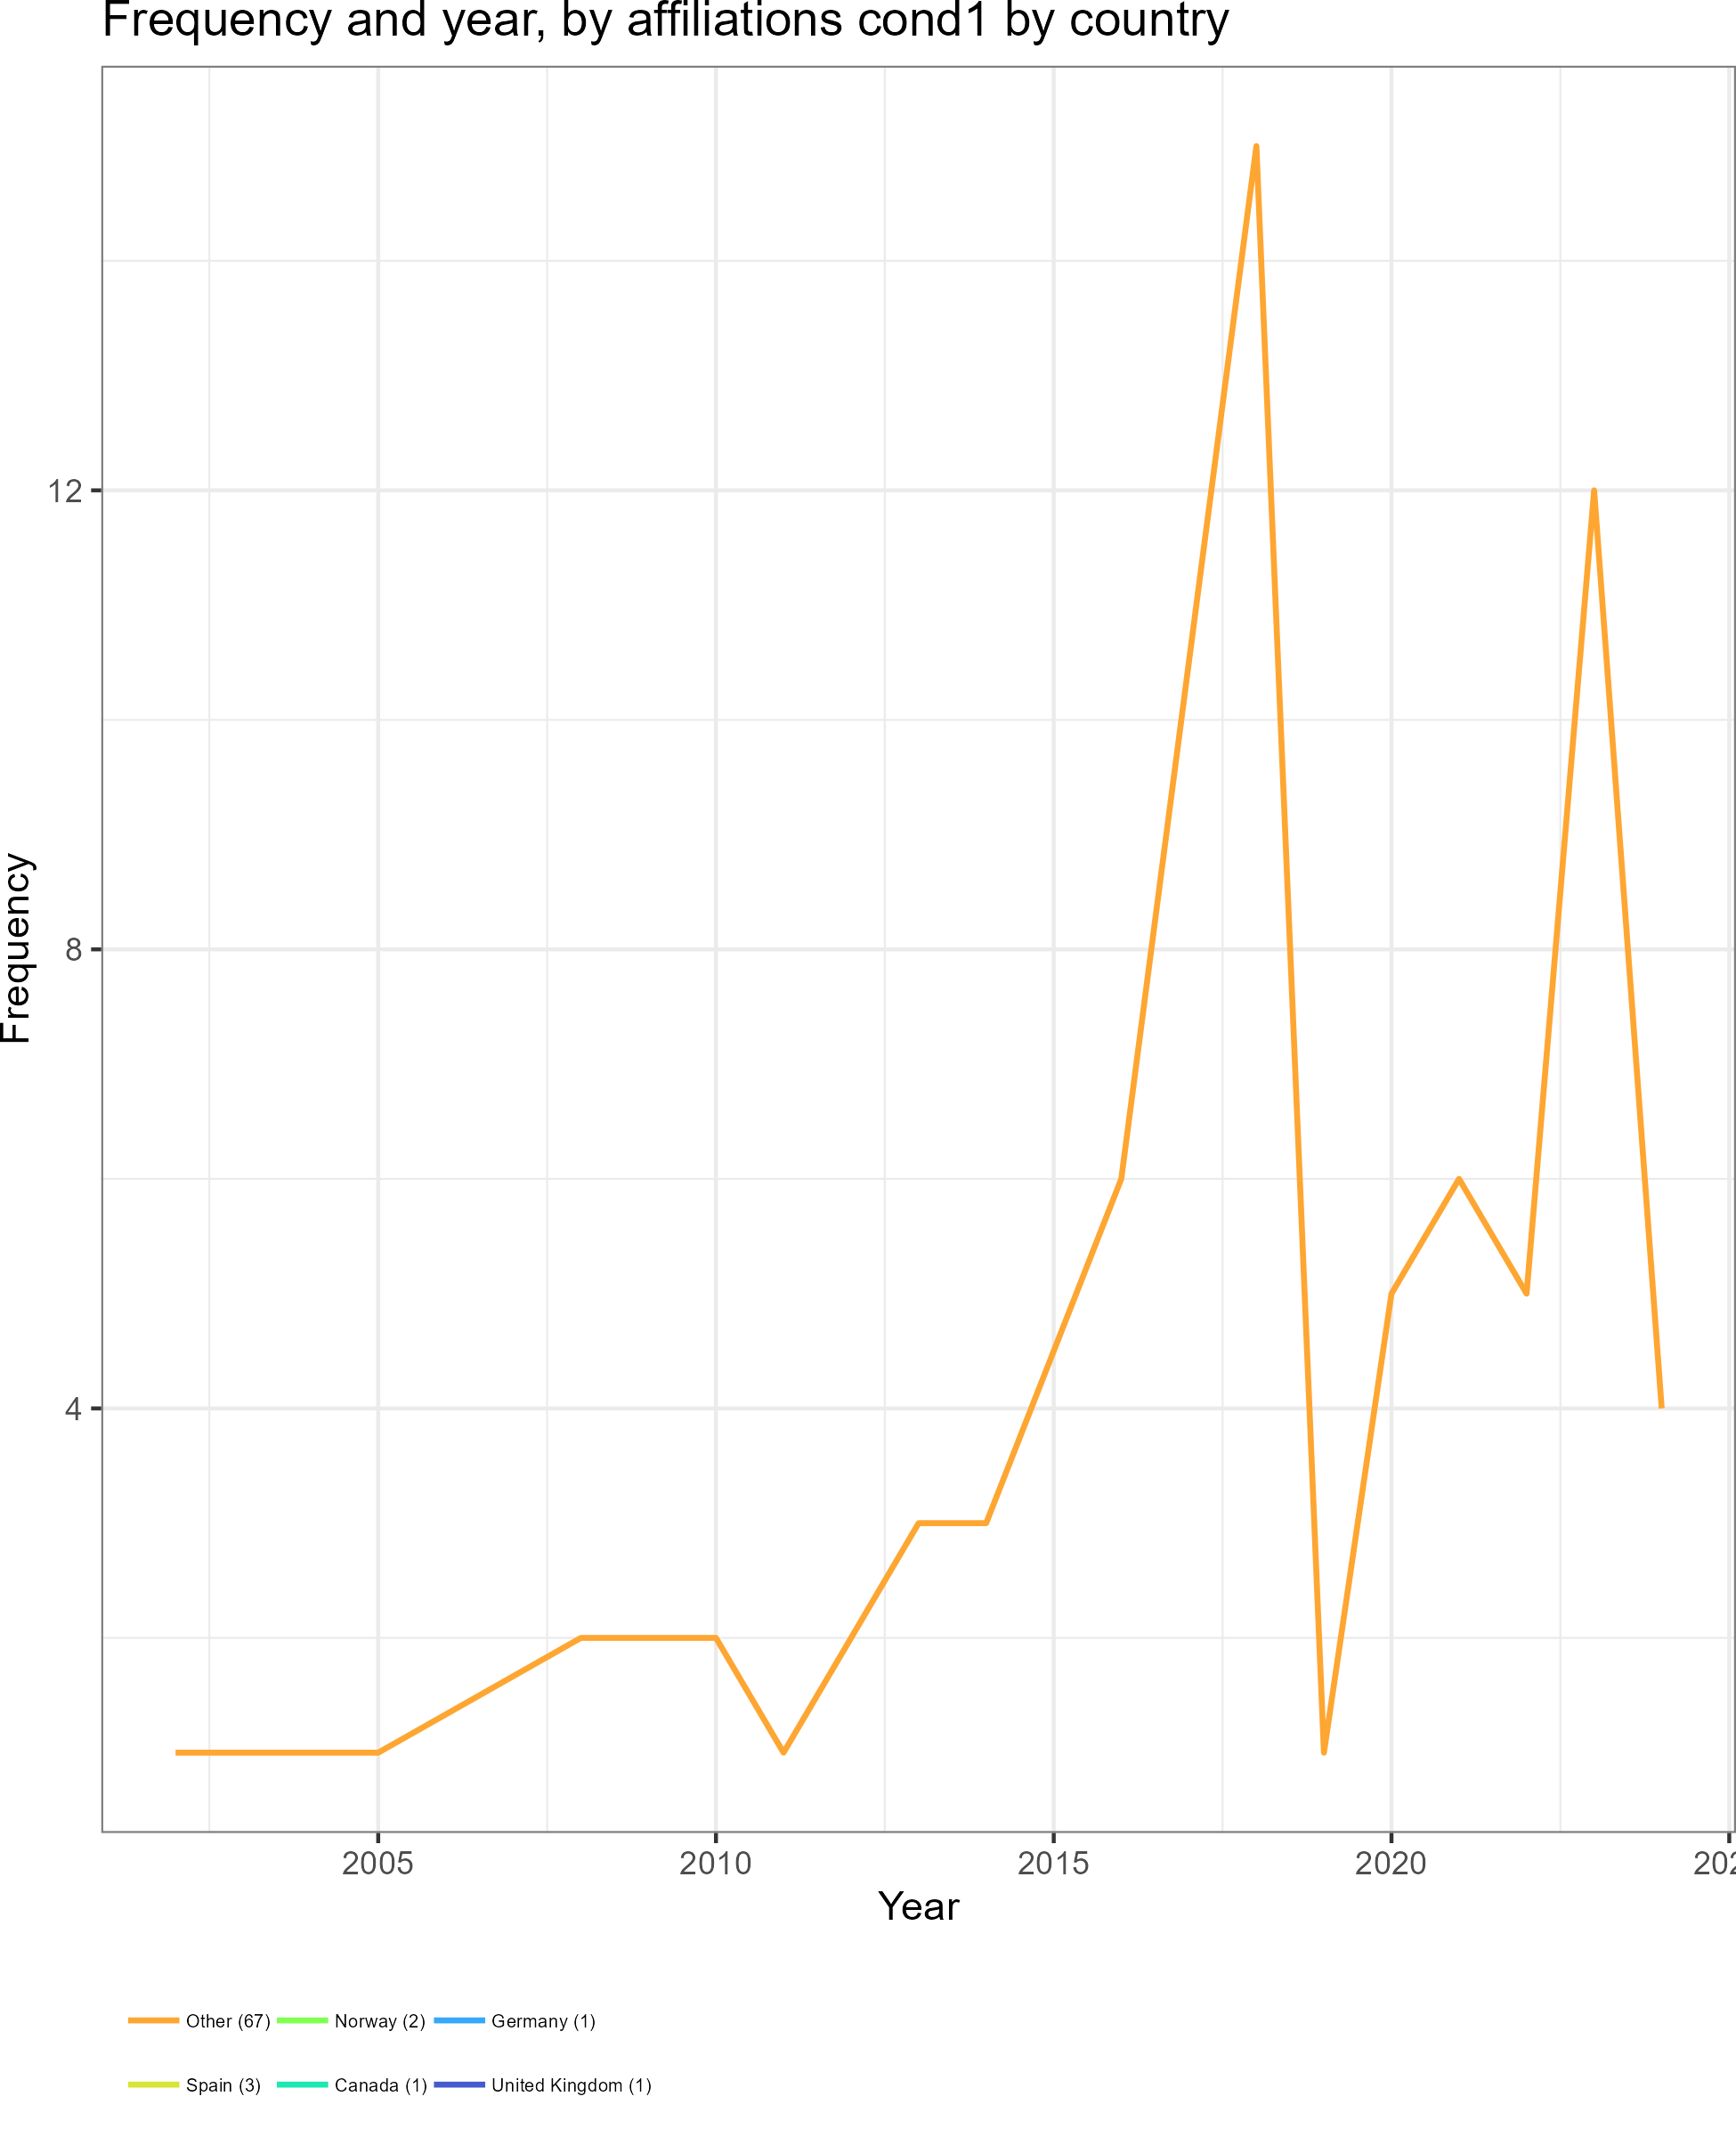 Frequency and year, by affiliations cond1 by country
Frequency
12
8
4
2005 2010 2015 2020 202
Year
Other (67) Norway (2) Germany (1)
Spain (3) Canada (1) United Kingdom (1)